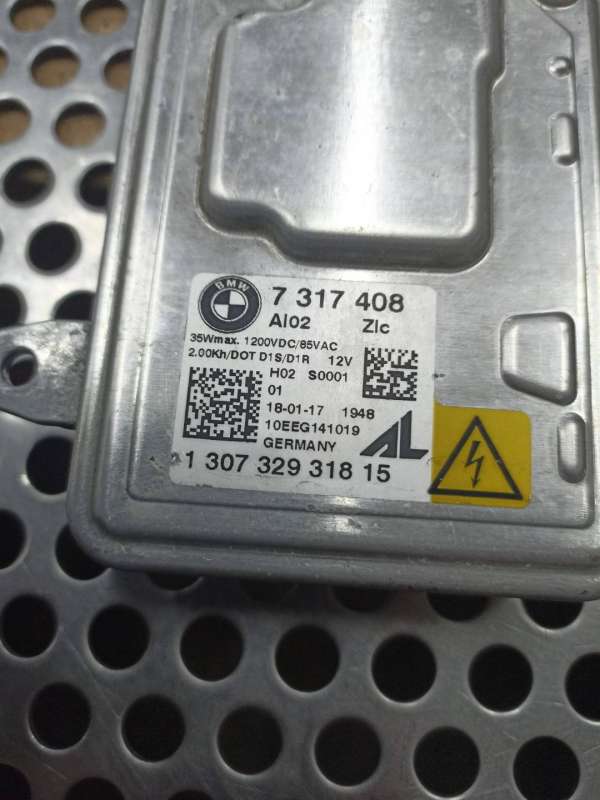 BMW
7 317 408
AI02 ZIc
35Wmax. 1200VDC/85VAC
2.00Kh/DOT D1S/D1R 12V
H02 S0001
01
18-01-17 1948
10EEG141019
GERMANY
AL
1 307 329 318 15